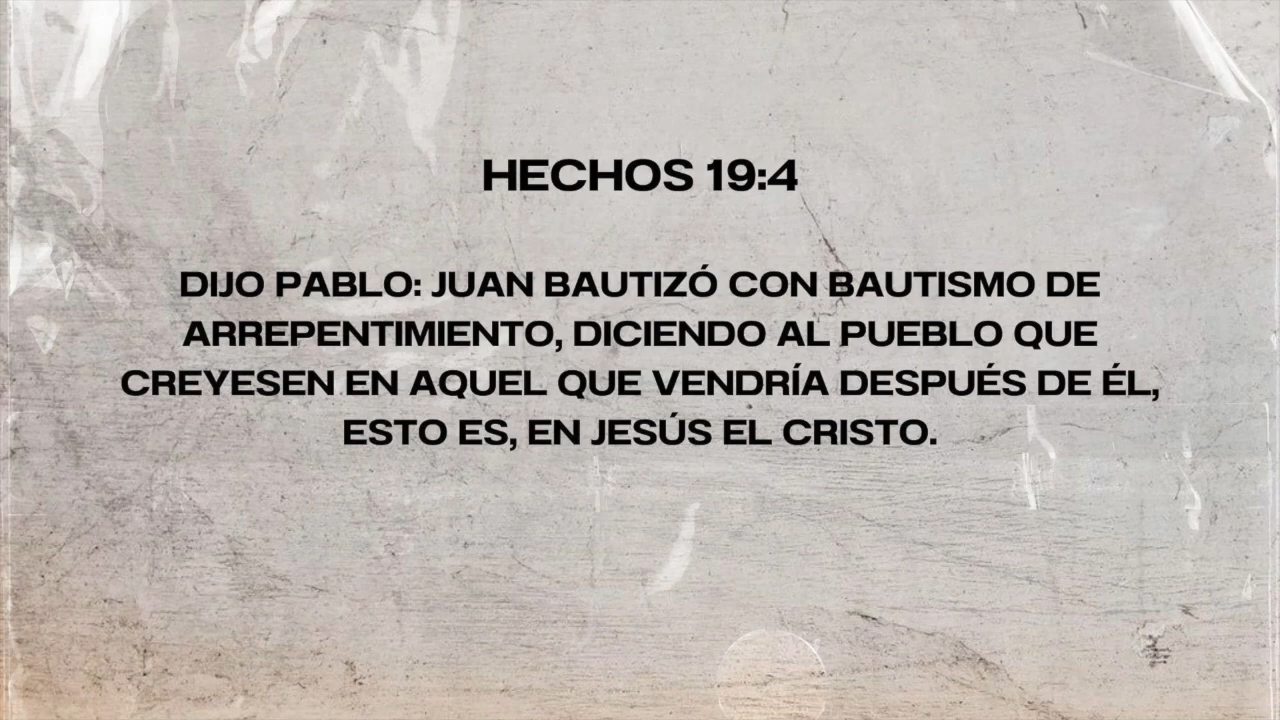 HECHOS 19:4
DIJO PABLO: JUAN BAUTIZÓ CON BAUTISMO DE
ARREPENTIMIENTO, DICIENDO AL PUEBLO QUE
CREYESEN EN AQUEL QUE VENDRÍA DESPUÉS DE ÉL,
ESTO ES, EN JESÚS EL CRISTO.